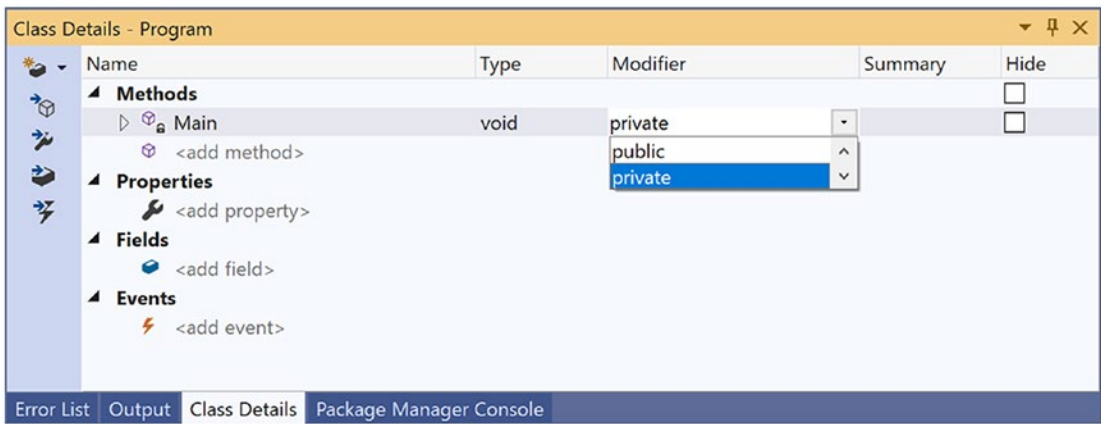 Class Details - Program
Name Type Modifier Summary Hide
Methods
Main void private
<add method> public
private
Properties
<add property>
Fields
<add field>
Events
<add event>
Error List Output Class Details Package Manager Console